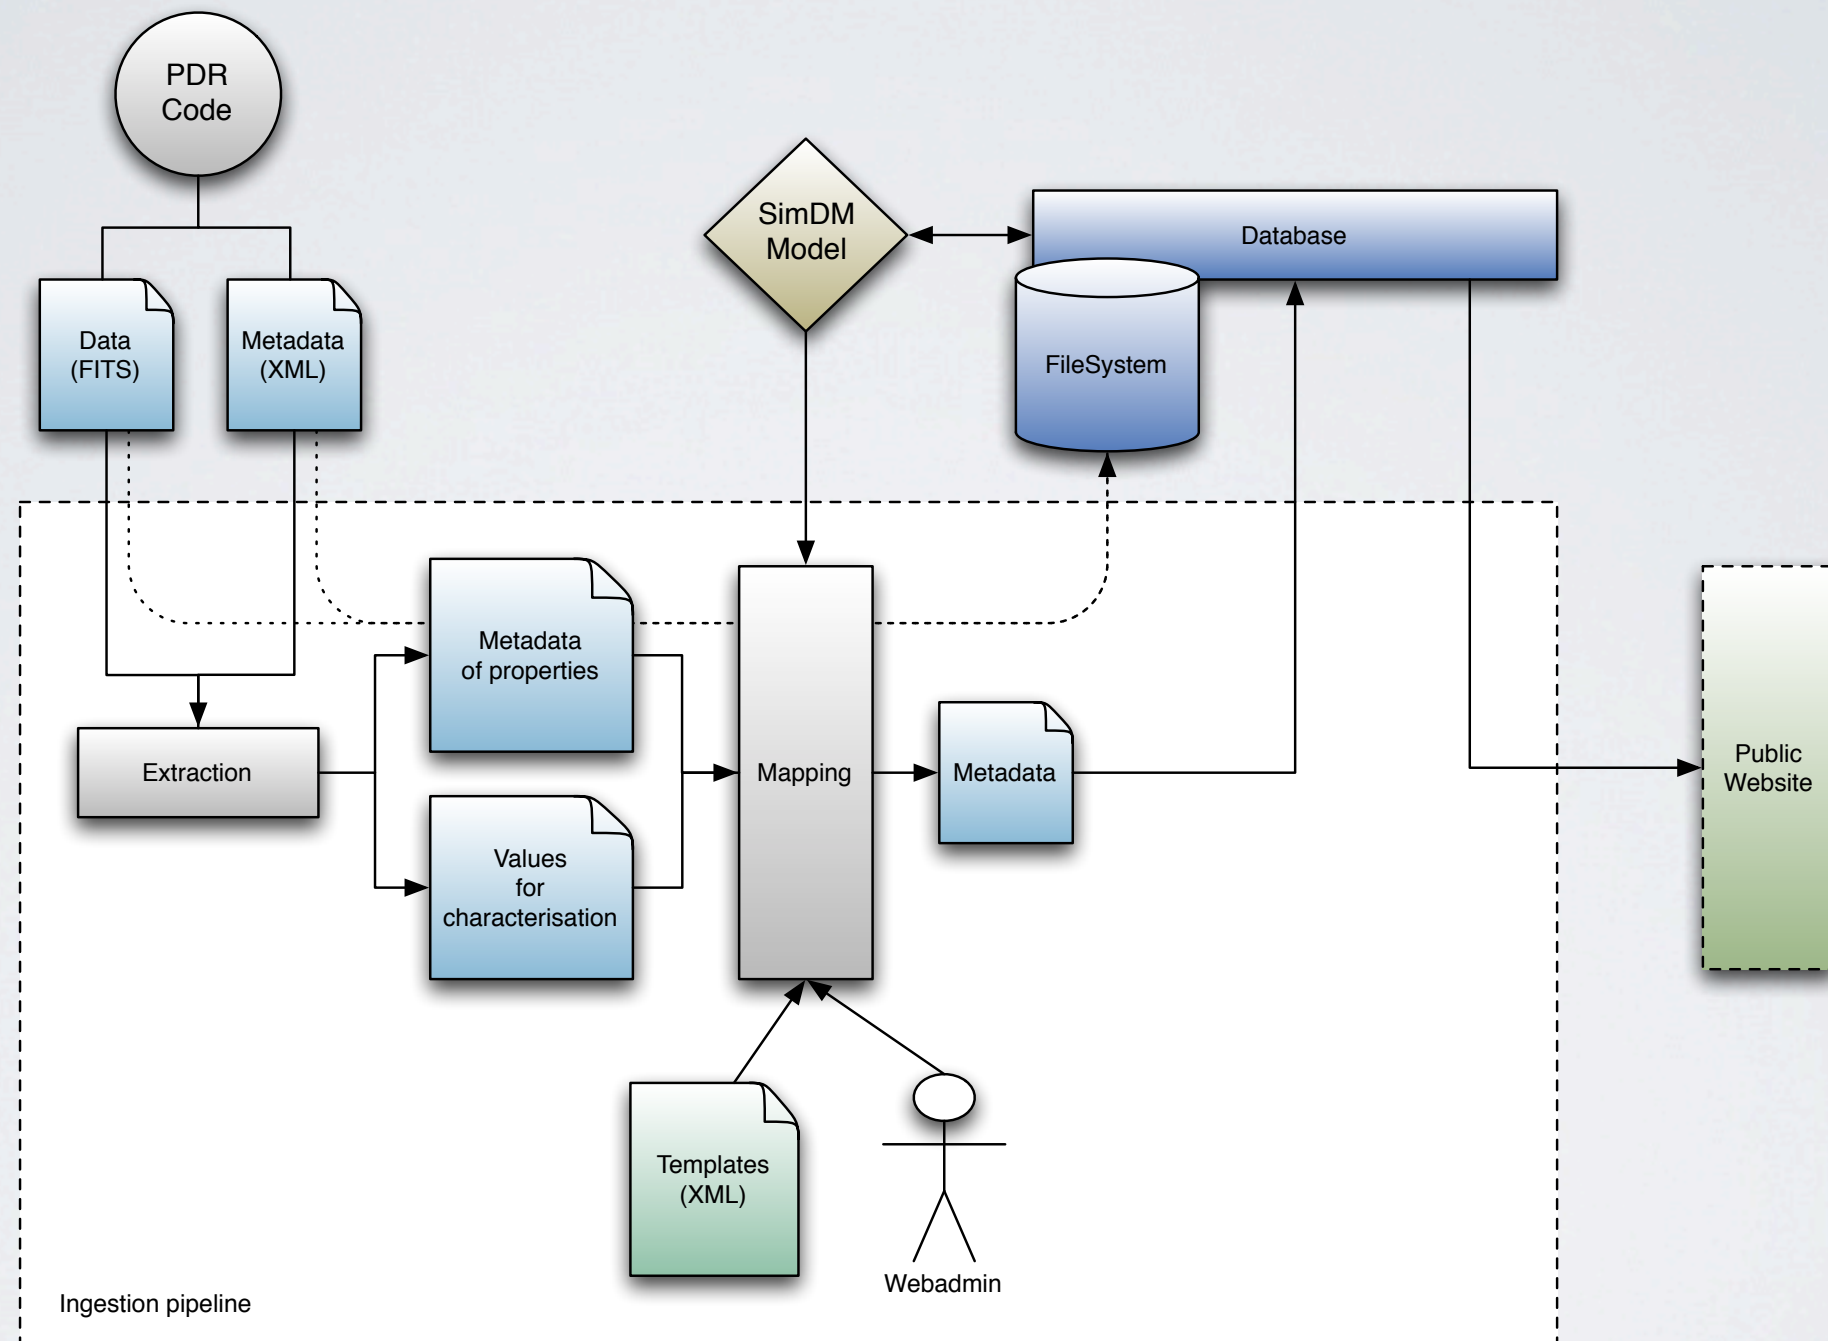 PDR
Code
SimDM
Model
Database
Data
(FITS)
Metadata
(XML)
FileSystem
Metadata
of properties
Extraction
Mapping
Metadata
Public
Website
Values
for
characterisation
Templates
(XML)
Webadmin
Ingestion pipeline